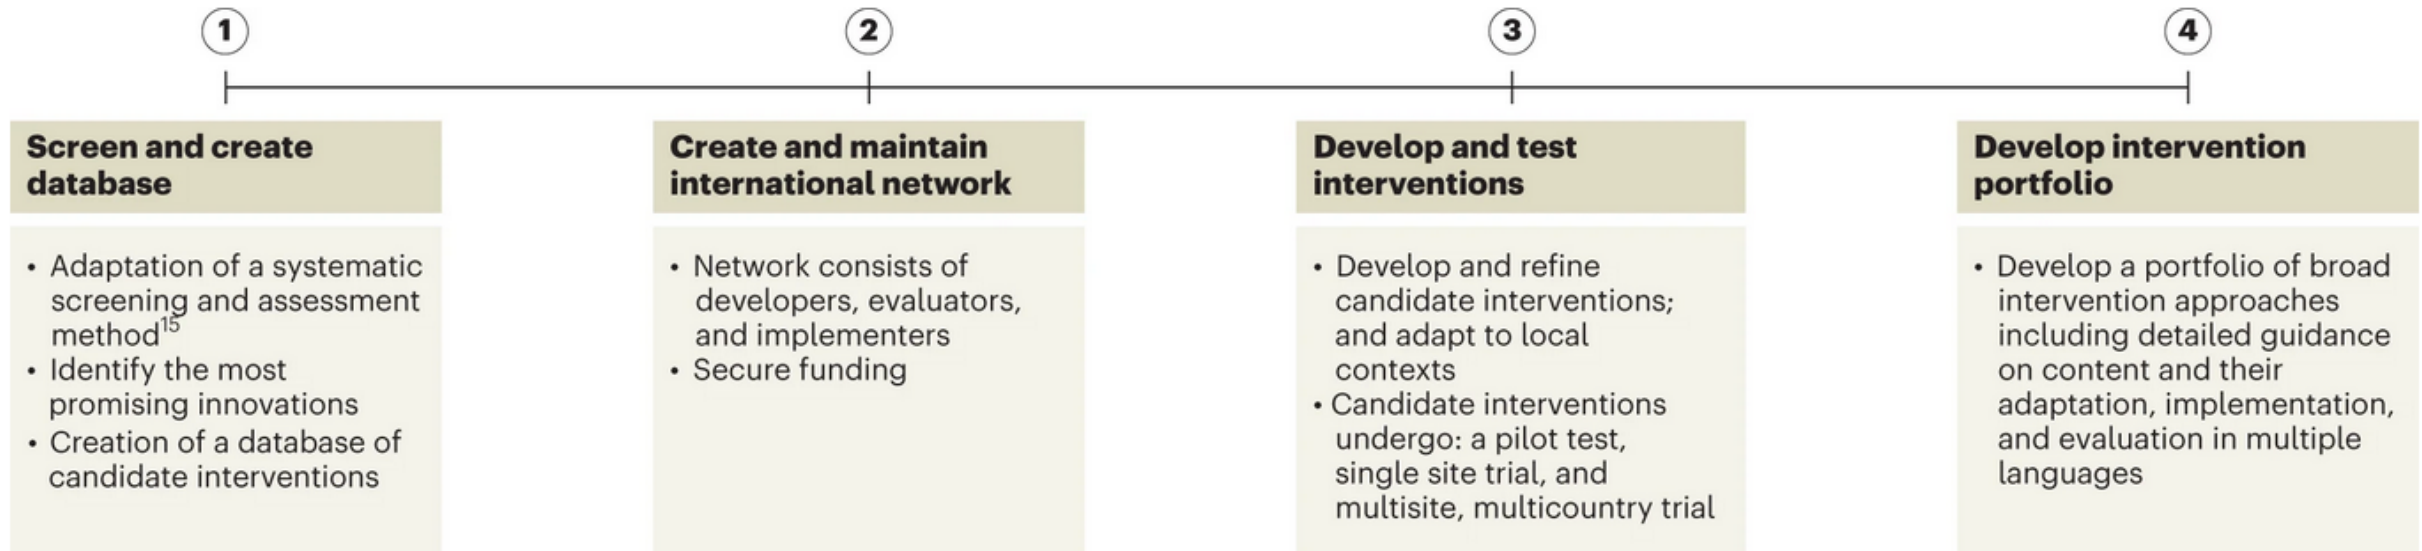 1
Screen and create
database
• Adaptation of a systematic
screening and assessment
method15
• Identify the most
promising innovations
• Creation of a database of
candidate interventions
2
Create and maintain
international network
• Network consists of
developers, evaluators,
and implementers
• Secure funding
3
Develop and test
interventions
• Develop and refine
candidate interventions;
and adapt to local
contexts
• Candidate interventions
undergo: a pilot test,
single site trial, and
multisite, multicountry trial
4
Develop intervention
portfolio
• Develop a portfolio of broad
intervention approaches
including detailed guidance
on content and their
adaptation, implementation,
and evaluation in multiple
languages